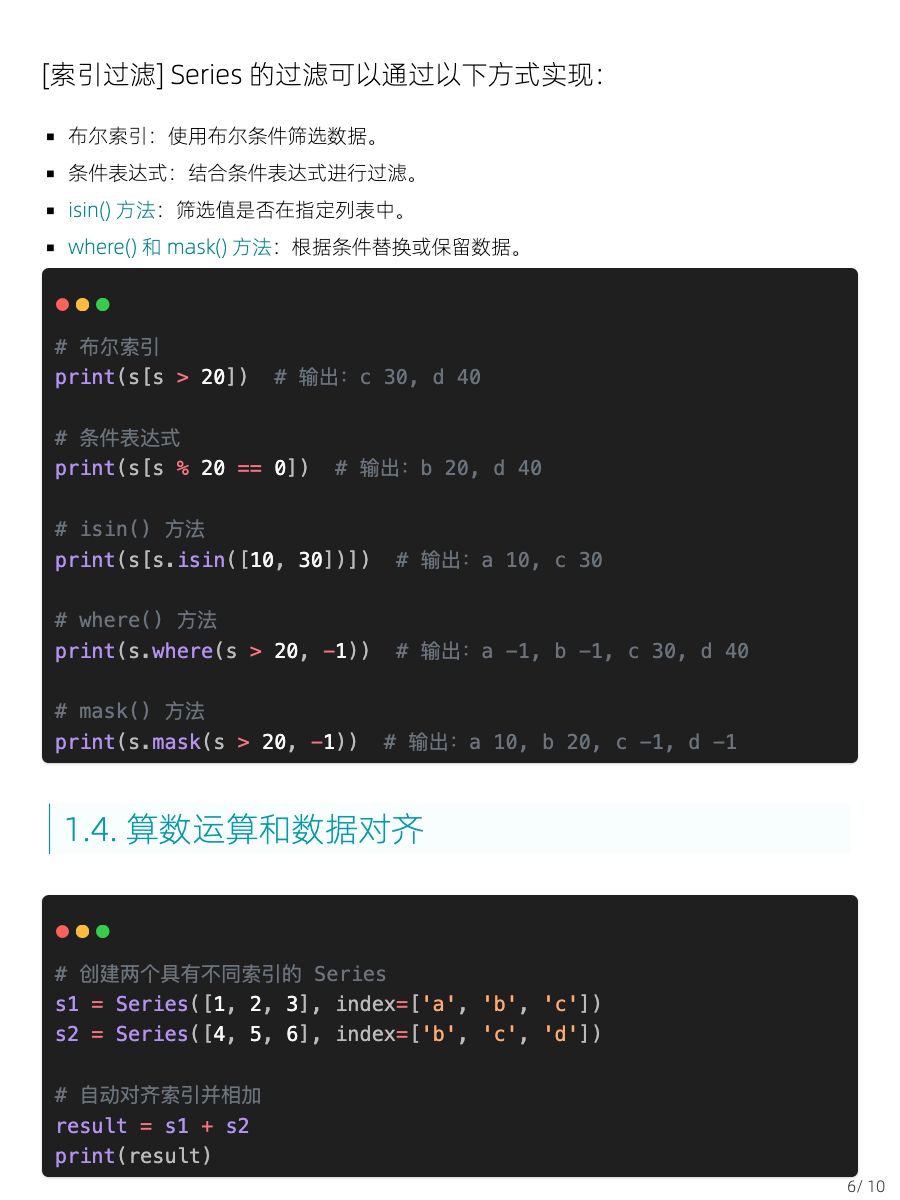 [索引过滤] Series 的过滤可以通过以下方式实现：
▪ 布尔索引：使用布尔条件筛选数据。
▪ 条件表达式：结合条件表达式进行过滤。
▪ isin() 方法：筛选值是否在指定列表中。
▪ where() 和 mask() 方法：根据条件替换或保留数据。
# 布尔索引
print(s[s > 20])  # 输出：c 30, d 40
# 条件表达式
print(s[s % 20 == 0])  # 输出：b 20, d 40
# isin() 方法
print(s[s.isin([10, 30])])  # 输出：a 10, c 30
# where() 方法
print(s.where(s > 20, -1))  # 输出：a -1, b -1, c 30, d 40
# mask() 方法
print(s.mask(s > 20, -1))  # 输出：a 10, b 20, c -1, d -1
1.4. 算数运算和数据对齐
# 创建两个具有不同索引的 Series
s1 = Series([1, 2, 3], index=['a', 'b', 'c'])
s2 = Series([4, 5, 6], index=['b', 'c', 'd'])
# 自动对齐索引并相加
result = s1 + s2
print(result)
6/ 10